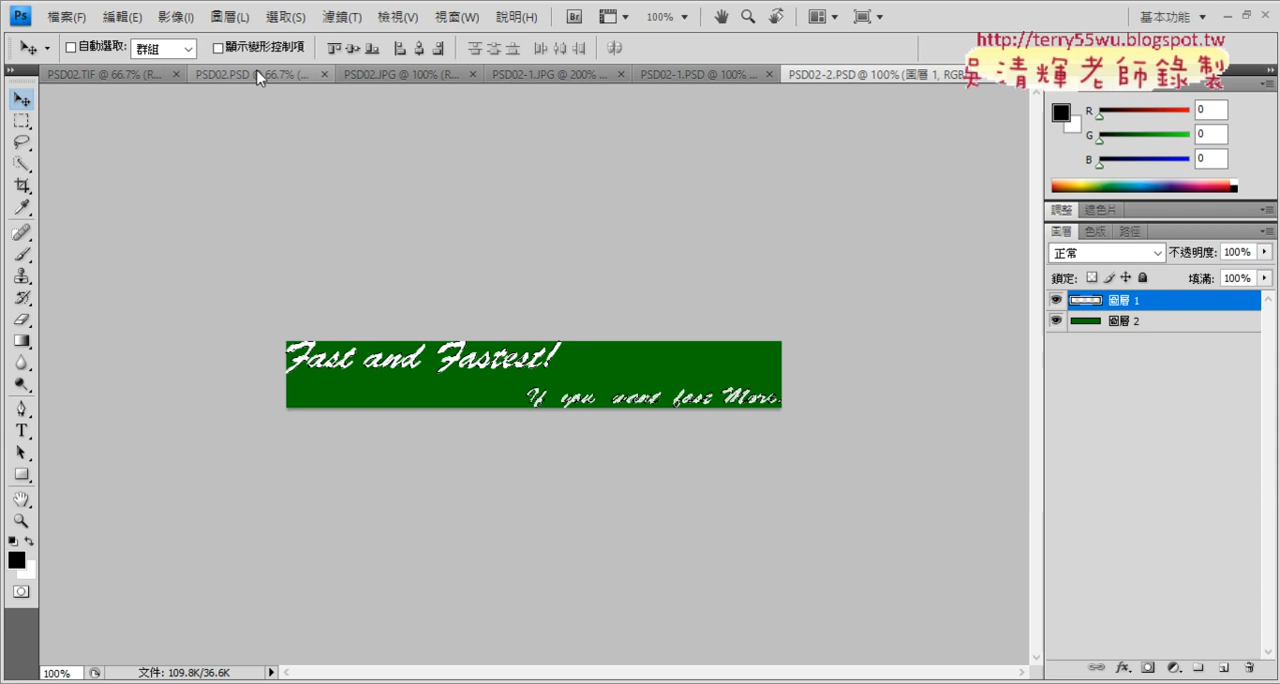 Ps 檔案(F) 編輯(E) 影像(I) 圖層(L) 選取(S) 濾鏡(T) 檢視(V) 視窗(W) 說明(H) Br 100% 基本功能
自動選取: 群組 顯示變形控制項
http://terry55wu.blogspot.tw
吳清輝老師錄製
PSD02.TIF @ 66.7% (R... PSD02.PSD @ 66.7% (... PSD02.JPG @ 100% (R... PSD02-1.JPG @ 200% ... PSD02-1.PSD @ 100% ... PSD02-2.PSD @ 100% (圖層 1, RGB
R 0
G 0
B 0
調整 遮色片
圖層 色版 路徑
正常 不透明度: 100%
鎖定: 填滿: 100%
圖層 1
圖層 2
Fast and Fastest!
If you want fast More.
T
fx
100% 文件: 109.8K/36.6K